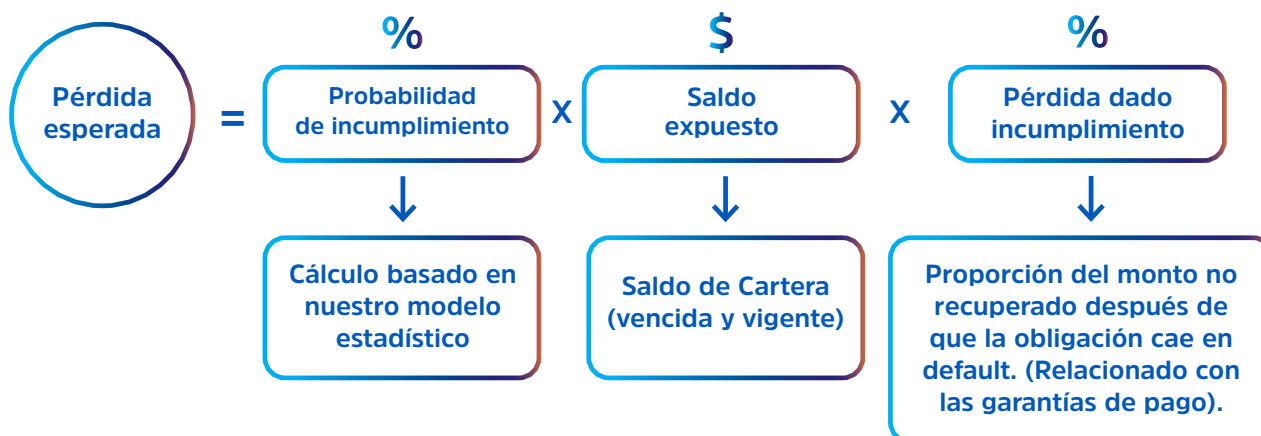 %
$
%
Pérdida
esperada
=
Probabilidad
de incumplimiento
X
Saldo
expuesto
X
Pérdida dado
incumplimiento
Cálculo basado en
nuestro modelo
estadístico
Saldo de Cartera
(vencida y vigente)
Proporción del monto no
recuperado después de
que la obligación cae en
default. (Relacionado con
las garantías de pago).